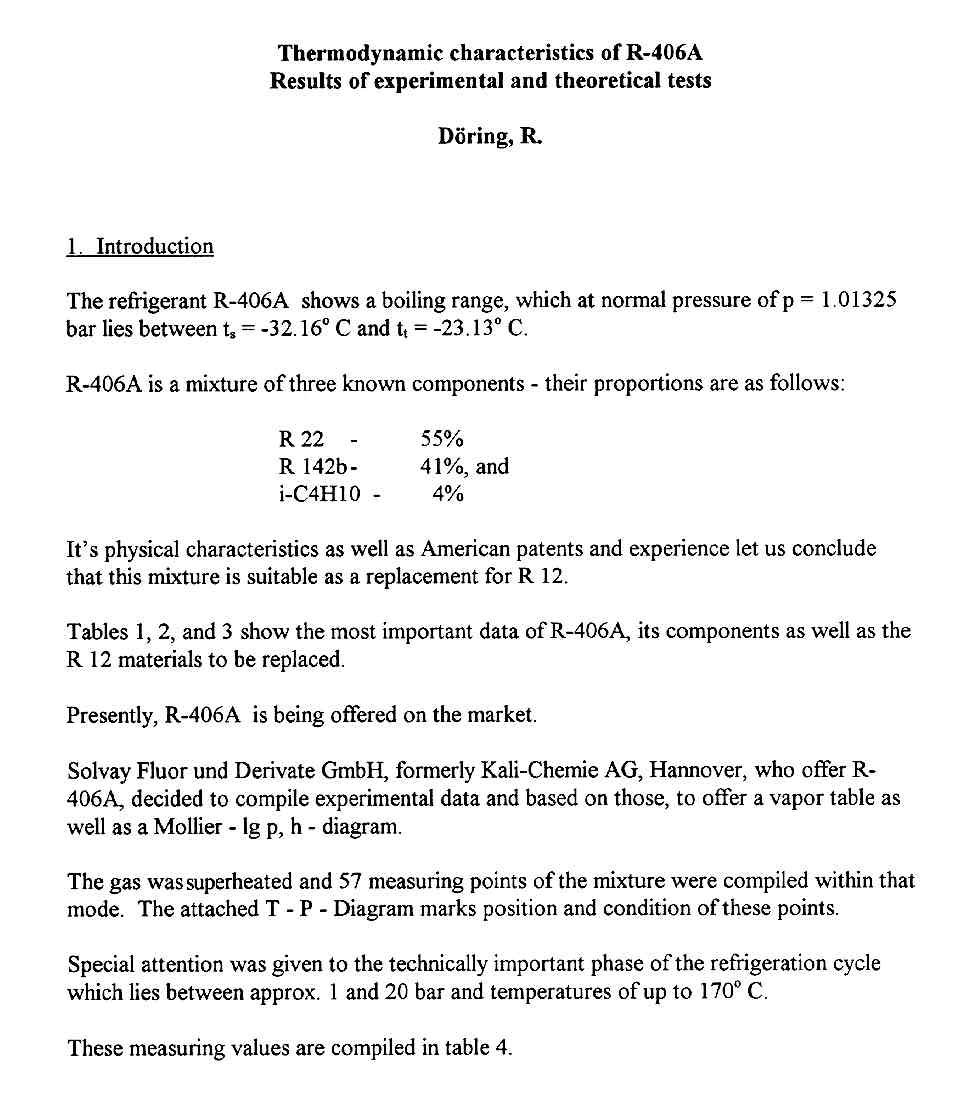 Thermodynamic characteristics of R-406A
Results of experimental and theoretical tests
Döring, R.
1. Introduction
The refrigerant R-406A shows a boiling range, which at normal pressure of p = 1.01325
bar lies between tₛ = -32.16° C and tₜ = -23.13° C.
R-406A is a mixture of three known components - their proportions are as follows:
R 22 - 55%
R 142b- 41%, and
i-C4H10 - 4%
It's physical characteristics as well as American patents and experience let us conclude
that this mixture is suitable as a replacement for R 12.
Tables 1, 2, and 3 show the most important data of R-406A, its components as well as the
R 12 materials to be replaced.
Presently, R-406A is being offered on the market.
Solvay Fluor und Derivate GmbH, formerly Kali-Chemie AG, Hannover, who offer R-
406A, decided to compile experimental data and based on those, to offer a vapor table as
well as a Mollier - lg p, h - diagram.
The gas was superheated and 57 measuring points of the mixture were compiled within that
mode. The attached T - P - Diagram marks position and condition of these points.
Special attention was given to the technically important phase of the refrigeration cycle
which lies between approx. 1 and 20 bar and temperatures of up to 170° C.
These measuring values are compiled in table 4.